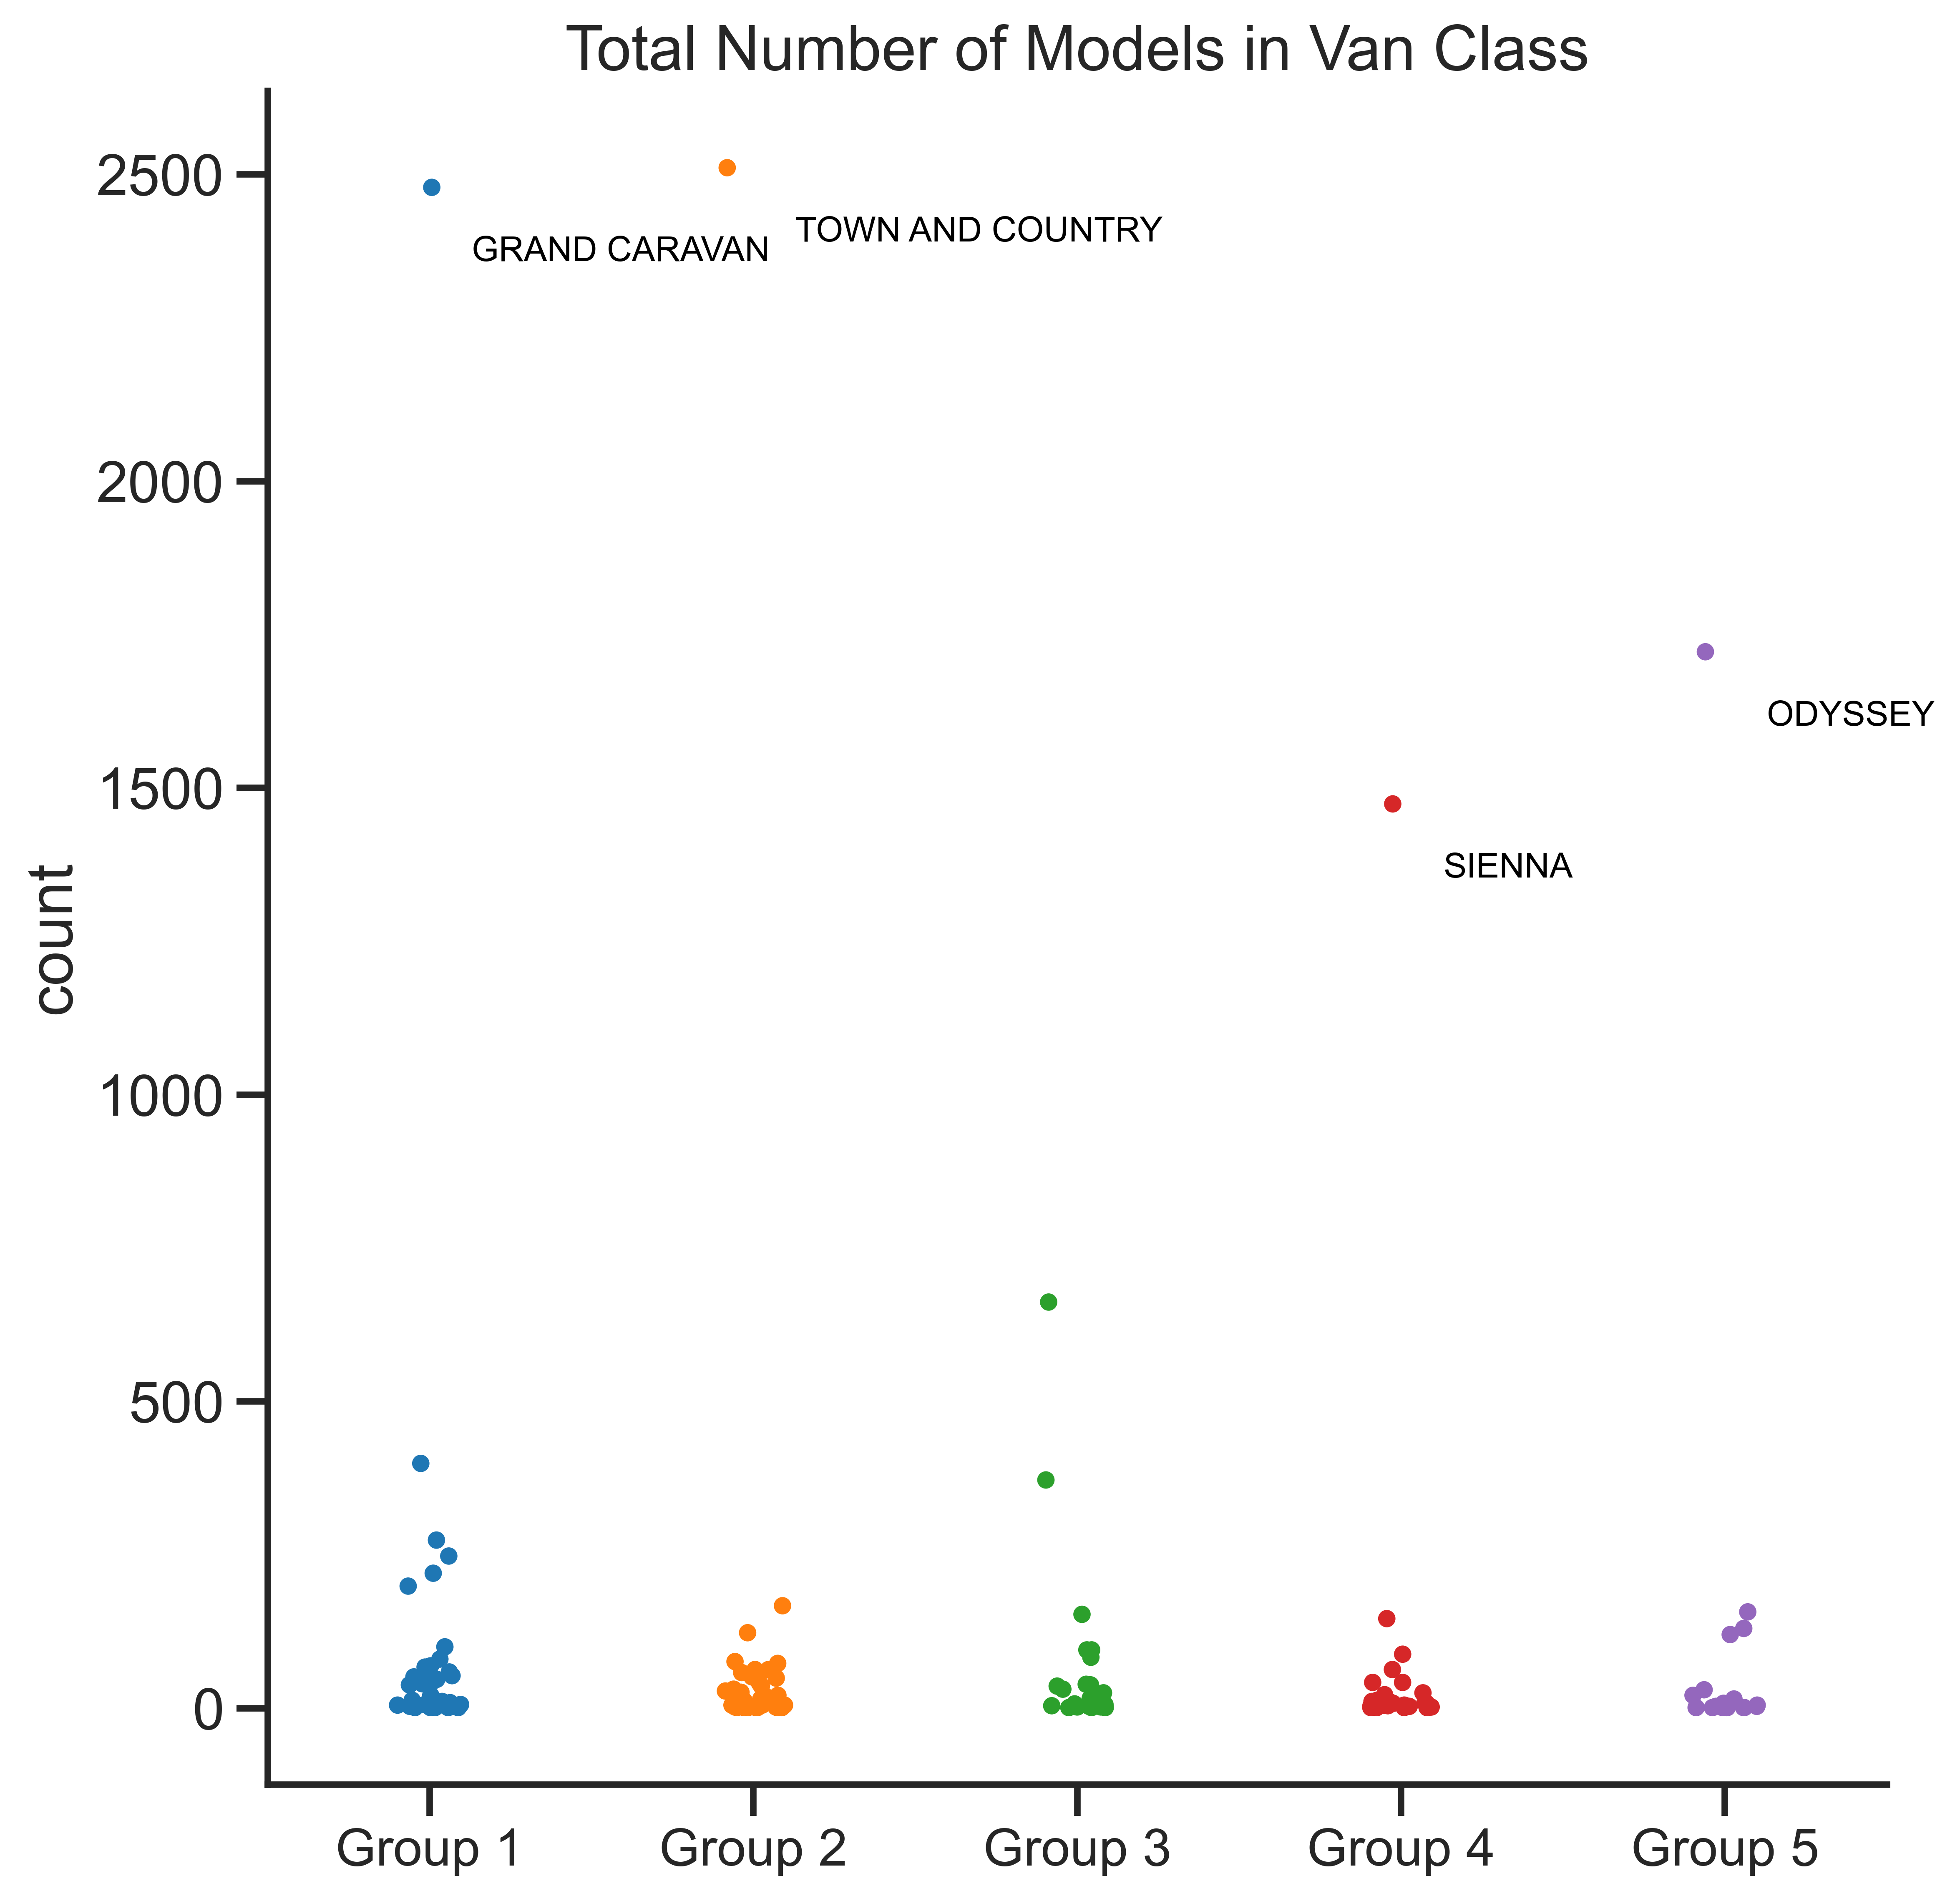 Total Number of Models in Van Class
2500
2000
1500
1000
500
0
count
GRAND CARAVAN
TOWN AND COUNTRY
ODYSSEY
SIENNA
Group 1
Group 2
Group 3
Group 4
Group 5